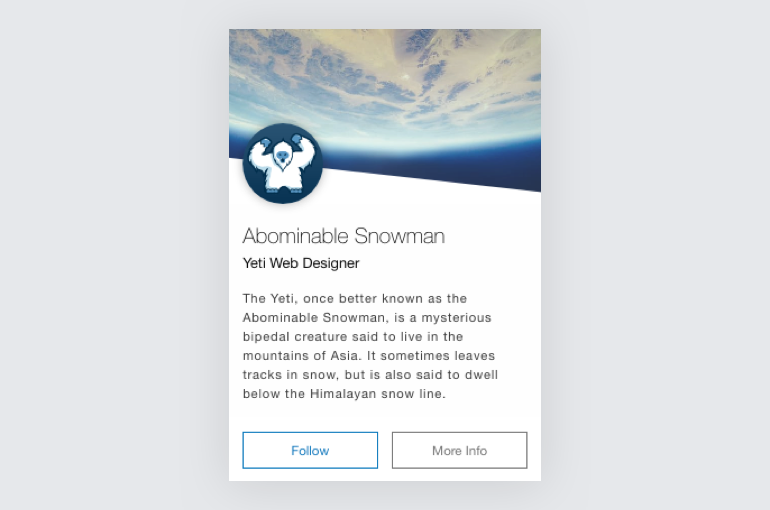 Abominable Snowman
Yeti Web Designer
The Yeti, once better known as the
Abominable Snowman, is a mysterious
bipedal creature said to live in the
mountains of Asia. It sometimes leaves
tracks in snow, but is also said to dwell
below the Himalayan snow line.
Follow
More Info